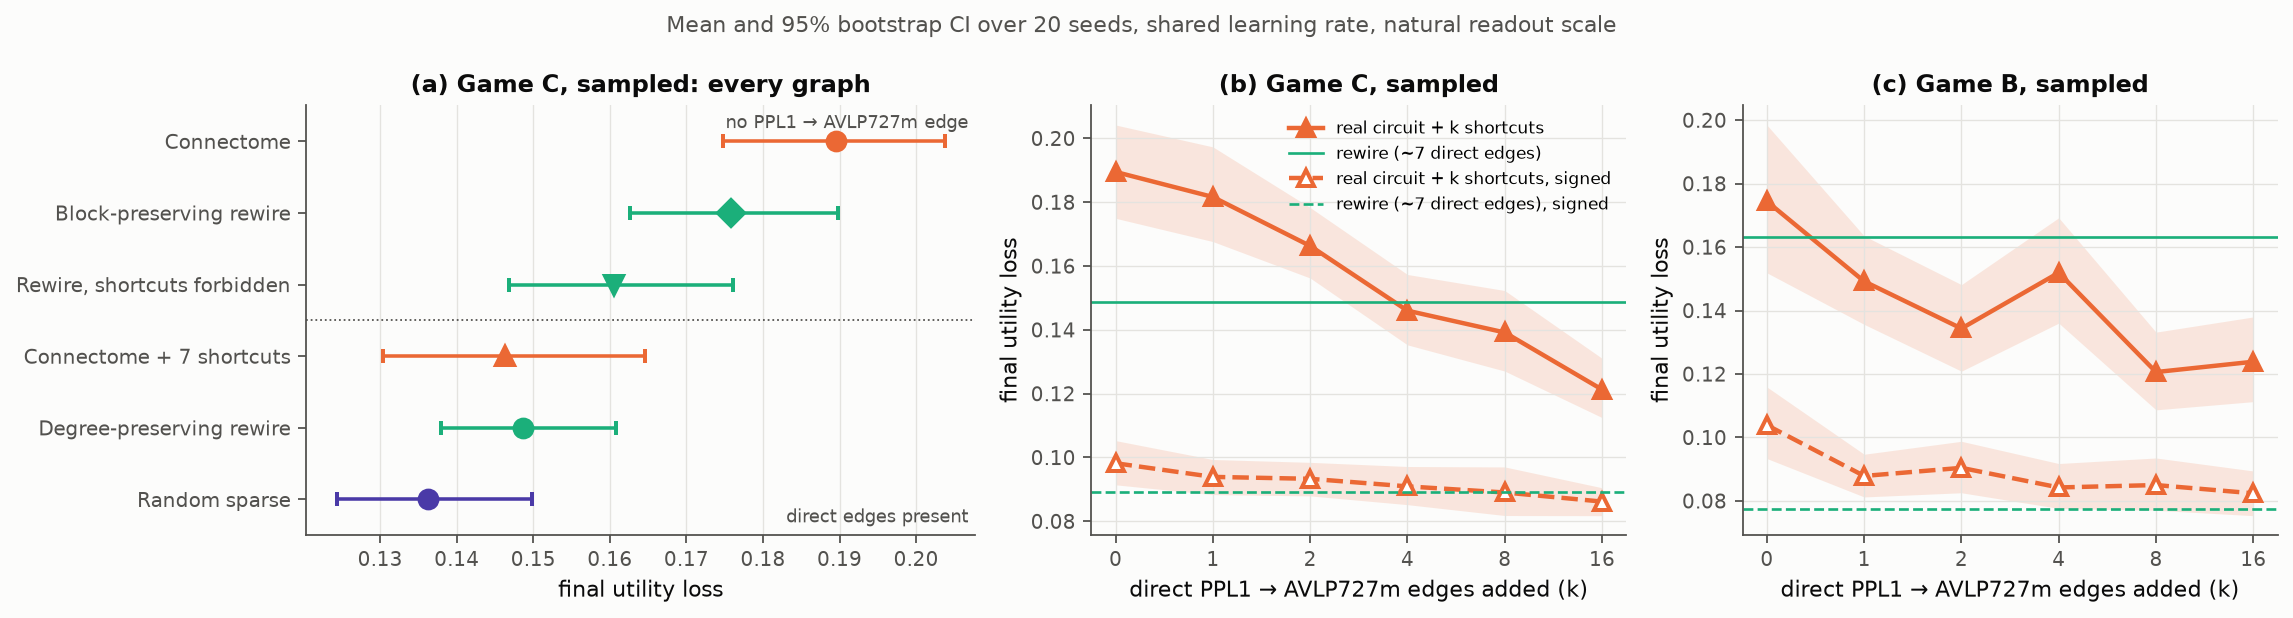 Mean and 95% bootstrap CI over 20 seeds, shared learning rate, natural readout scale
(a) Game C, sampled: every graph
no PPL1 → AVLP727m edge
Connectome
Block-preserving rewire
Rewire, shortcuts forbidden
Connectome + 7 shortcuts
Degree-preserving rewire
Random sparse
direct edges present
0.13 0.14 0.15 0.16 0.17 0.18 0.19 0.20
final utility loss
(b) Game C, sampled
real circuit + k shortcuts
rewire (~7 direct edges)
real circuit + k shortcuts, signed
rewire (~7 direct edges), signed
final utility loss
0.20
0.18
0.16
0.14
0.12
0.10
0.08
0 1 2 4 8 16
direct PPL1 → AVLP727m edges added (k)
(c) Game B, sampled
final utility loss
0.20
0.18
0.16
0.14
0.12
0.10
0.08
0 1 2 4 8 16
direct PPL1 → AVLP727m edges added (k)